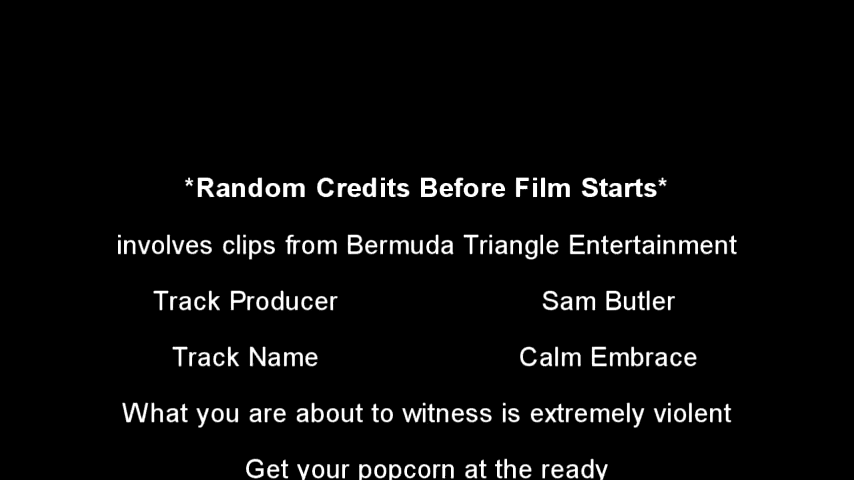 *Random Credits Before Film Starts*
involves clips from Bermuda Triangle Entertainment
Track Producer Sam Butler
Track Name Calm Embrace
What you are about to witness is extremely violent
Get your popcorn at the ready